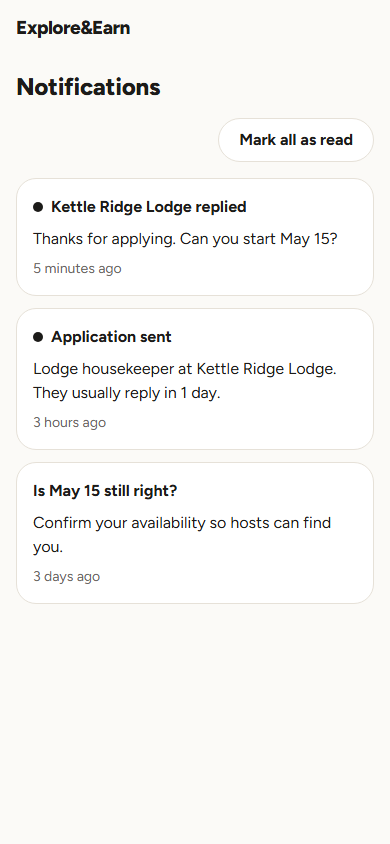 Explore&Earn
Notifications
Mark all as read
Kettle Ridge Lodge replied
Thanks for applying. Can you start May 15?
5 minutes ago
Application sent
Lodge housekeeper at Kettle Ridge Lodge.
They usually reply in 1 day.
3 hours ago
Is May 15 still right?
Confirm your availability so hosts can find
you.
3 days ago